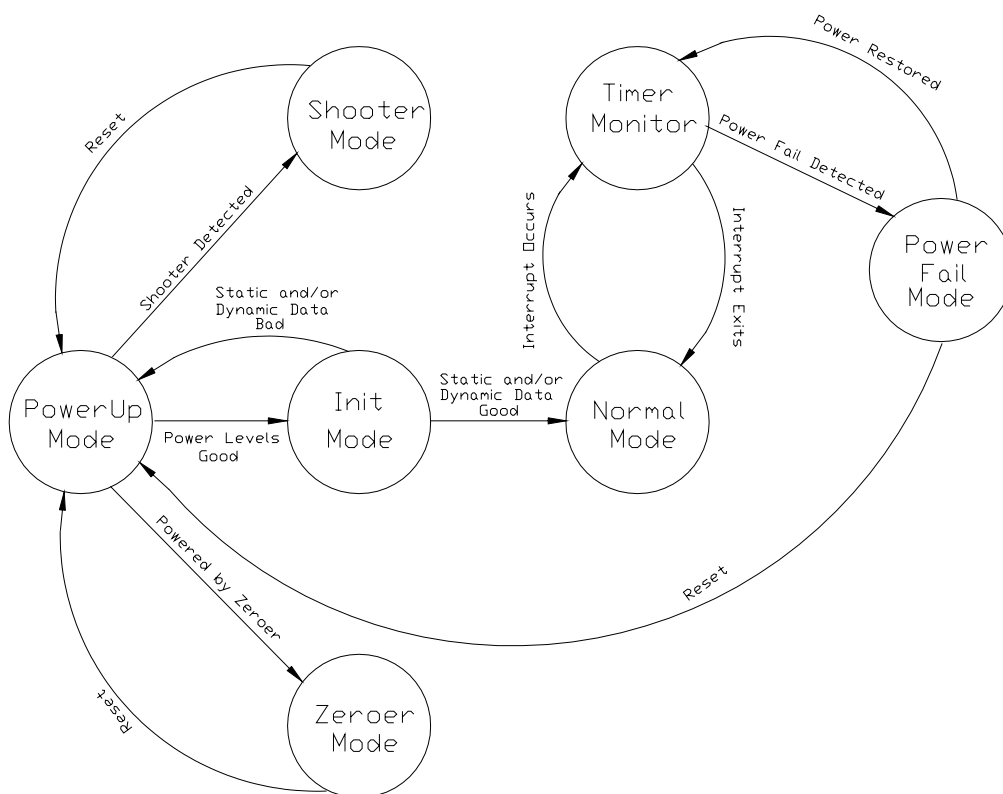 Power Restored
Timer
Monitor
Shooter
Mode
Reset
Power Fail Detected
Shooter Detected
Interrupt Occurs
Interrupt Exits
Power
Fail
Mode
Static and/or
Dynamic Data
Bad
PowerUp
Mode
Power Levels
Good
Init
Mode
Static and/or
Dynamic Data
Good
Normal
Mode
Powered by Zeroer
Reset
Reset
Zeroer
Mode